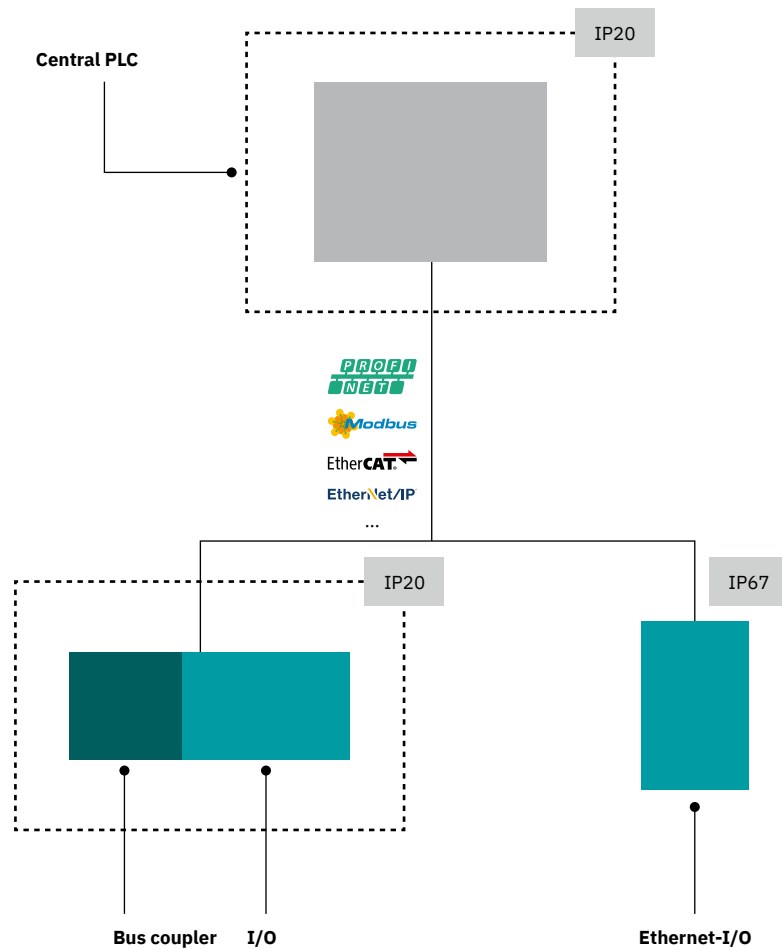 IP20
Central PLC
PROFI
NET
Modbus
EtherCAT®
EtherNet/IP
...
IP20
IP67
Bus coupler
I/O
Ethernet-I/O